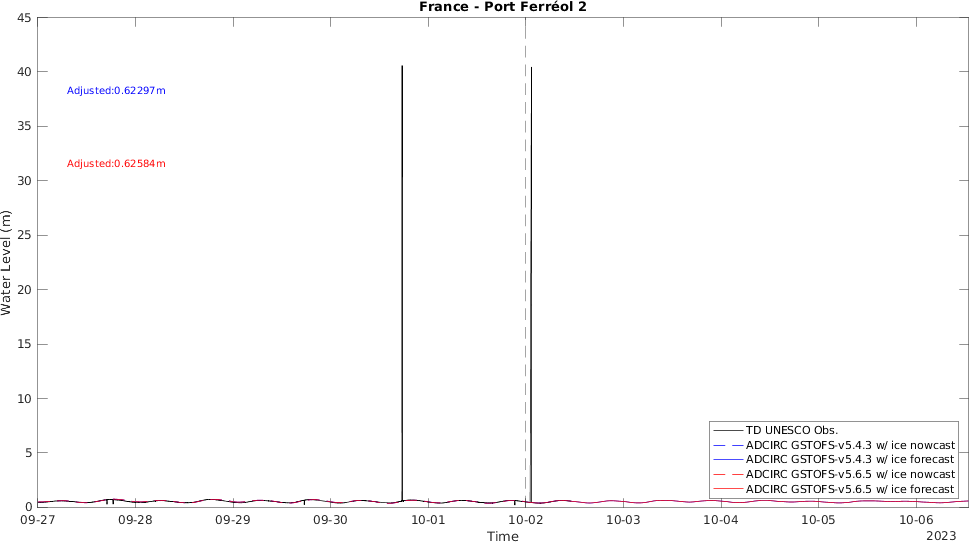 France - Port Ferréol 2
45
40
35
30
25
20
15
10
5
0
Water Level (m)
Adjusted:0.62297m
Adjusted:0.62584m
TD UNESCO Obs.
ADCIRC GSTOFS-v5.4.3 w/ ice nowcast
ADCIRC GSTOFS-v5.4.3 w/ ice forecast
ADCIRC GSTOFS-v5.6.5 w/ ice nowcast
ADCIRC GSTOFS-v5.6.5 w/ ice forecast
09-27 09-28 09-29 09-30 10-01 10-02 10-03 10-04 10-05 10-06
Time
2023